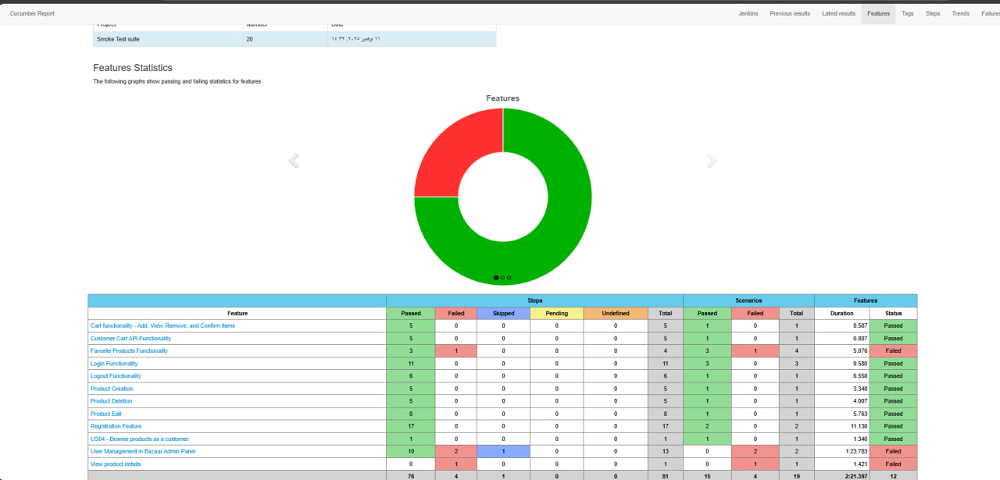 Cucumber Report Jenkins Previous results Latest results Features Tags Steps Trends Failures
Project Number Date
Smoke Test suite 20 ١٦ نوفمبر ٢٠٢٥, ١٤:٣٢
Features Statistics
The following graphs show passing and failing statistics for features
Features
Steps Scenarios Features
Feature Passed Failed Skipped Pending Undefined Total Passed Failed Total Duration Status
Cart functionality - Add, View, Remove, and Confirm items 5 0 0 0 0 5 1 0 1 8.587 Passed
Customer Cart API Functionality 5 0 0 0 0 5 1 0 1 0.807 Passed
Favorite Products Functionality 3 1 0 0 0 4 3 1 4 5.076 Failed
Login Functionality 11 0 0 0 0 11 3 0 3 9.580 Passed
Logout Functionality 6 0 0 0 0 6 1 0 1 6.550 Passed
Product Creation 5 0 0 0 0 5 1 0 1 3.348 Passed
Product Deletion 5 0 0 0 0 5 1 0 1 4.007 Passed
Product Edit 8 0 0 0 0 8 1 0 1 5.763 Passed
Registration Feature 17 0 0 0 0 17 2 0 2 11.130 Passed
US04 - Browse products as a customer 1 0 0 0 0 1 1 0 1 1.340 Passed
User Management in Bazaar Admin Panel 10 2 1 0 0 13 0 2 2 1:23.783 Failed
View product details 0 1 0 0 0 1 0 1 1 1.421 Failed
76 4 1 0 0 81 15 4 19 2:21.397 12